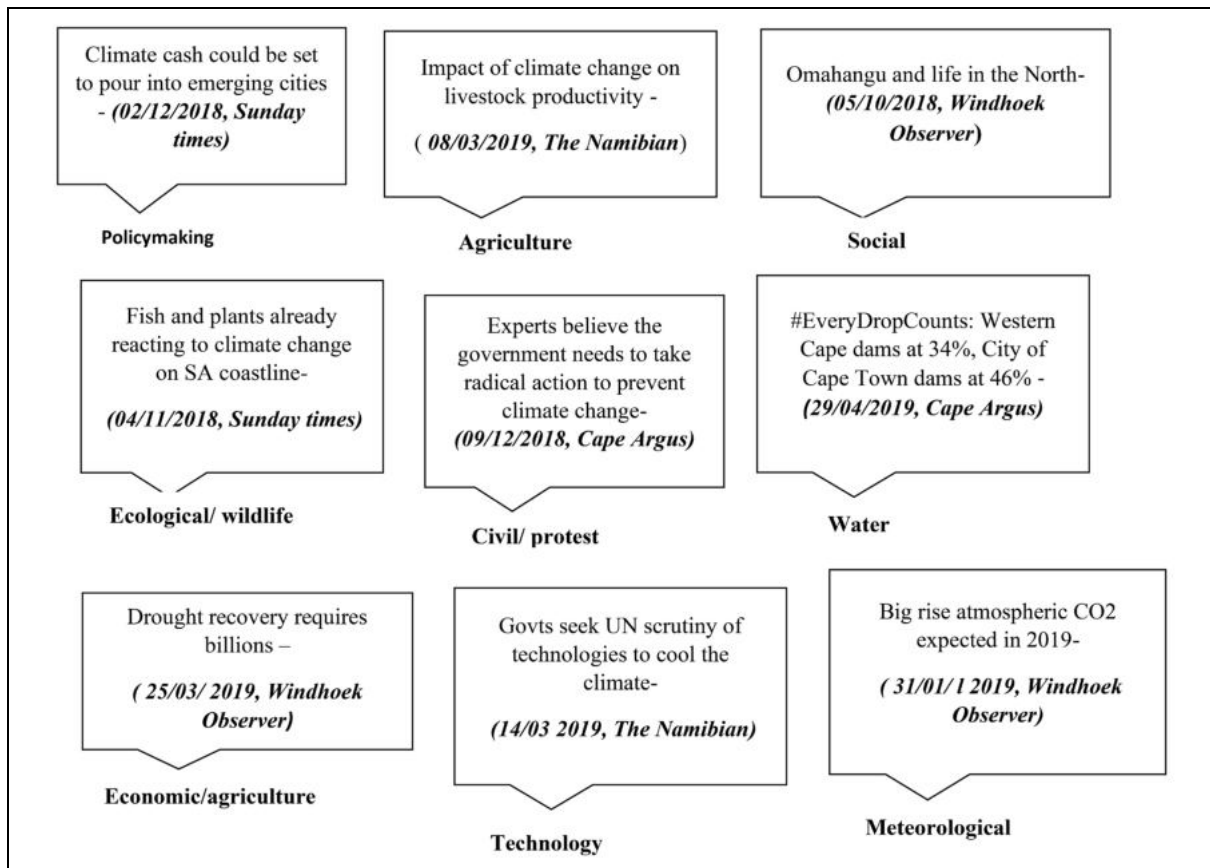 Climate cash could be set
to pour into emerging cities
- (02/12/2018, Sunday
times)
Policymaking
Impact of climate change on
livestock productivity -
( 08/03/2019, The Namibian)
Agriculture
Omahangu and life in the North-
(05/10/2018, Windhoek
Observer)
Social
Fish and plants already
reacting to climate change
on SA coastline-
(04/11/2018, Sunday times)
Ecological/ wildlife
Experts believe the
government needs to take
radical action to prevent
climate change-
(09/12/2018, Cape Argus)
Civil/ protest
#EveryDropCounts: Western
Cape dams at 34%, City of
Cape Town dams at 46% -
(29/04/2019, Cape Argus)
Water
Drought recovery requires
billions –
( 25/03/ 2019, Windhoek
Observer)
Economic/agriculture
Govts seek UN scrutiny of
technologies to cool the
climate-
(14/03 2019, The Namibian)
Technology
Big rise atmospheric CO2
expected in 2019-
( 31/01/ l 2019, Windhoek
Observer)
Meteorological